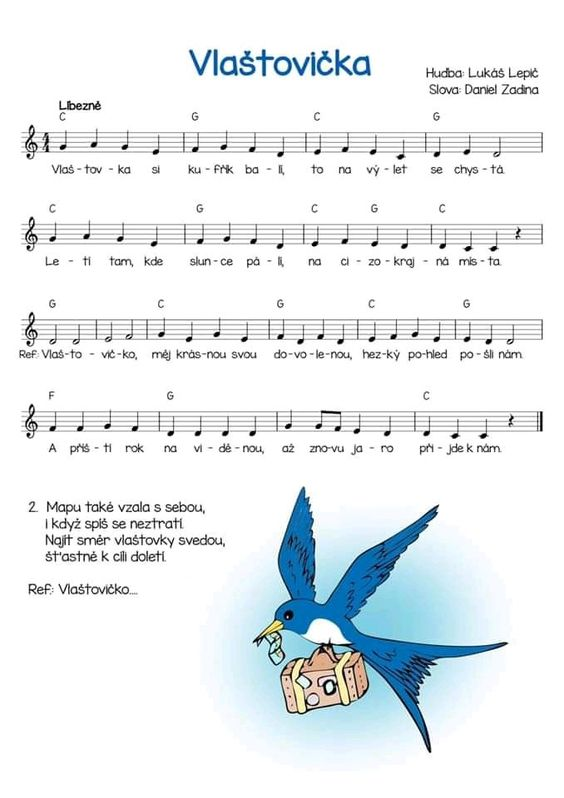 Vlaštovička
Hudba: Lukáš Lepič
Slova: Daniel Zadina
Líbezně
C G C G
4 4
Vlaš - tov - ka si ku - fřík ba - lí, to na vý - let se chys - tá.
C G C G C
Le - tí tam, kde slun - ce pá - lí, na ci - zo - kraj - ná mís - ta.
G C G C G
Ref.: Vlaš - to - vič - ko, měj krás - nou svou do - vo - le - nou, hez - ký po - hled po - šli nám.
F G C
A příš - tí rok na vi - dě - nou, až zno - vu ja - ro při - jde k nám.
2. Mapu také vzala s sebou,
i když spíš se neztratí.
Najít směr vlaštovky svedou,
šťastně k cíli doletí.
Ref.: Vlaštovičko....